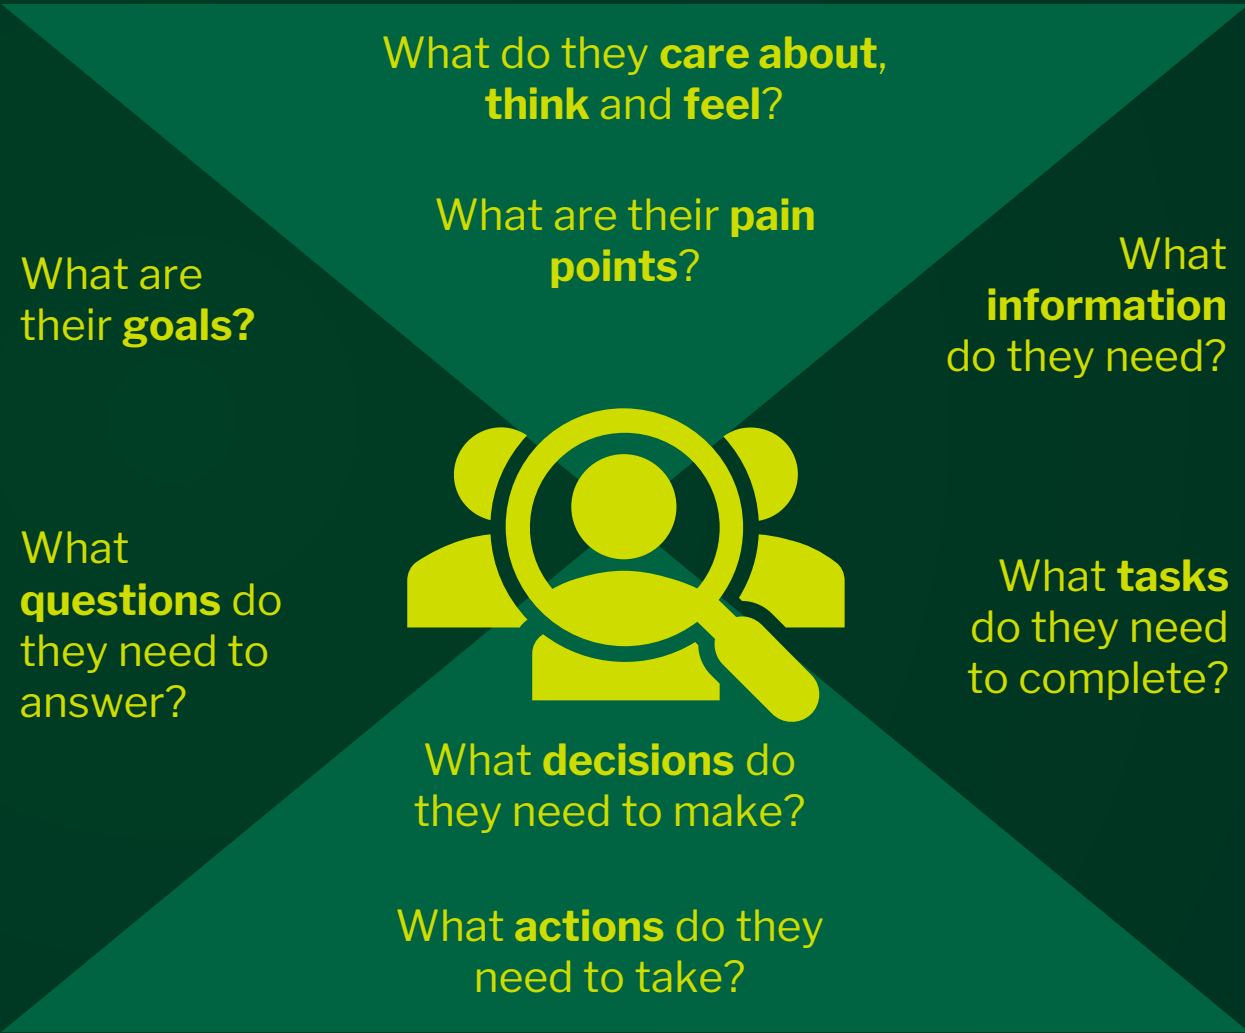 What do they care about,
think and feel?
What are their pain
points?
What are
their goals?
What
information
do they need?
What
questions do
they need to
answer?
What tasks
do they need
to complete?
What decisions do
they need to make?
What actions do they
need to take?